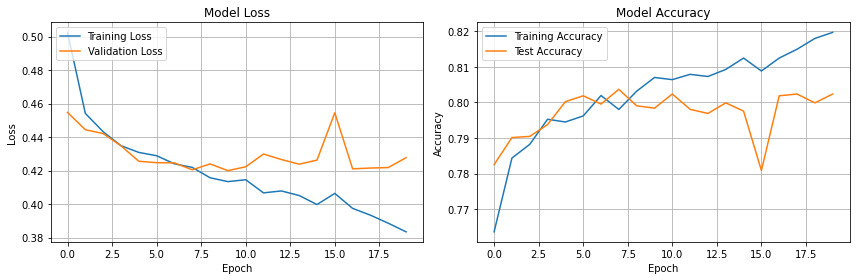 Model Loss
Training Loss
Validation Loss
0.50
0.48
0.46
0.44
0.42
0.40
0.38
Loss
0.0 2.5 5.0 7.5 10.0 12.5 15.0 17.5
Epoch
Model Accuracy
Training Accuracy
Test Accuracy
0.82
0.81
0.80
0.79
0.78
0.77
Accuracy
0.0 2.5 5.0 7.5 10.0 12.5 15.0 17.5
Epoch